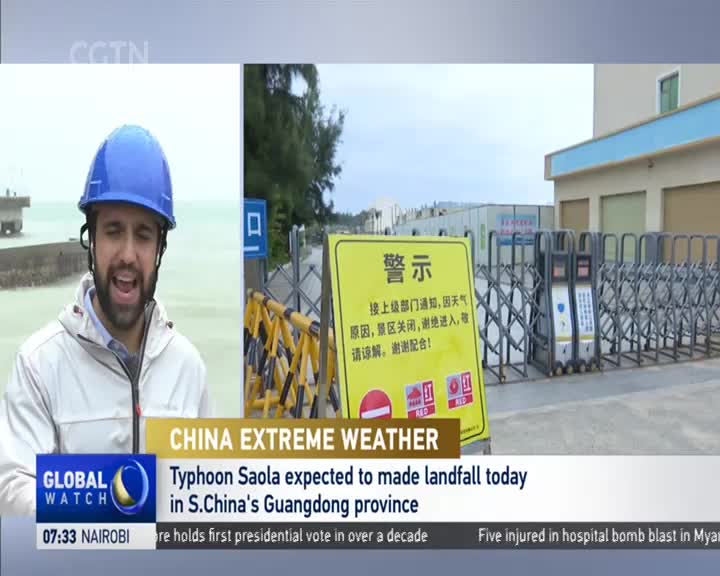 CGTN
警示
接上级部门通知,因天气
原因,景区关闭,谢绝进入,敬
请谅解。谢谢配合!
红 RED
红 RED
CHINA EXTREME WEATHER
GLOBAL WATCH
Typhoon Saola expected to made landfall today
in S.China's Guangdong province
07:33 NAIROBI
holds first presidential vote in over a decade Five injured in hospital bomb blast in